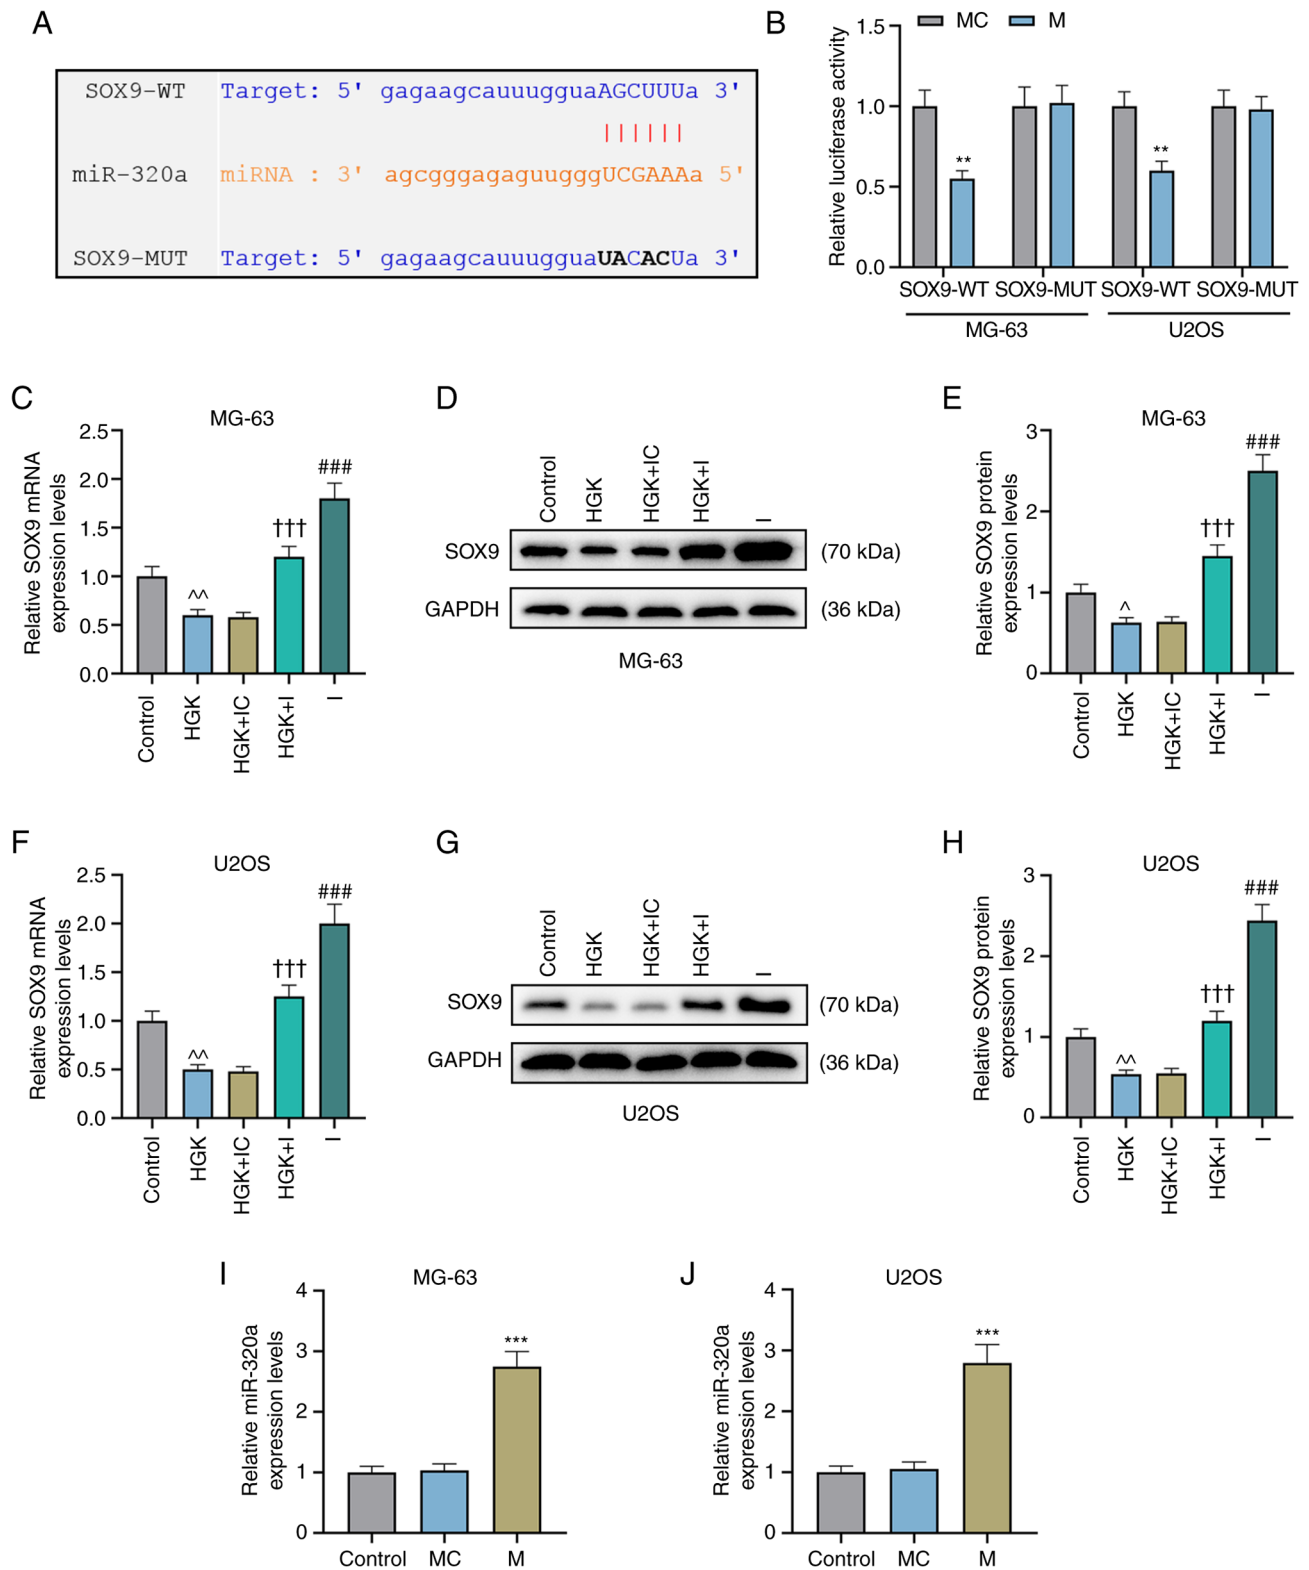 A
SOX9-WT Target: 5' gagaagcauuugguaAGCUUUa 3'
miR-320a miRNA : 3' agcgggagaguugggUCGAAAa 5'
SOX9-MUT Target: 5' gagaagcauuugguaUACACUa 3'
B
MC M
Relative luciferase activity
1.5
1.0
0.5
0.0
** **
SOX9-WT SOX9-MUT SOX9-WT SOX9-MUT
MG-63 U2OS
C
MG-63
Relative SOX9 mRNA
expression levels
2.5
2.0
1.5
1.0
0.5
0.0
^^ ††† ###
Control HGK HGK+IC HGK+I I
D
Control HGK HGK+IC HGK+I I
SOX9 (70 kDa)
GAPDH (36 kDa)
MG-63
E
MG-63
Relative SOX9 protein
expression levels
3
2
1
0
^ ††† ###
Control HGK HGK+IC HGK+I I
F
U2OS
Relative SOX9 mRNA
expression levels
2.5
2.0
1.5
1.0
0.5
0.0
^^ ††† ###
Control HGK HGK+IC HGK+I I
G
Control HGK HGK+IC HGK+I I
SOX9 (70 kDa)
GAPDH (36 kDa)
U2OS
H
U2OS
Relative SOX9 protein
expression levels
3
2
1
0
^^ ††† ###
Control HGK HGK+IC HGK+I I
I
MG-63
Relative miR-320a
expression levels
4
3
2
1
0
***
Control MC M
J
U2OS
Relative miR-320a
expression levels
4
3
2
1
0
***
Control MC M